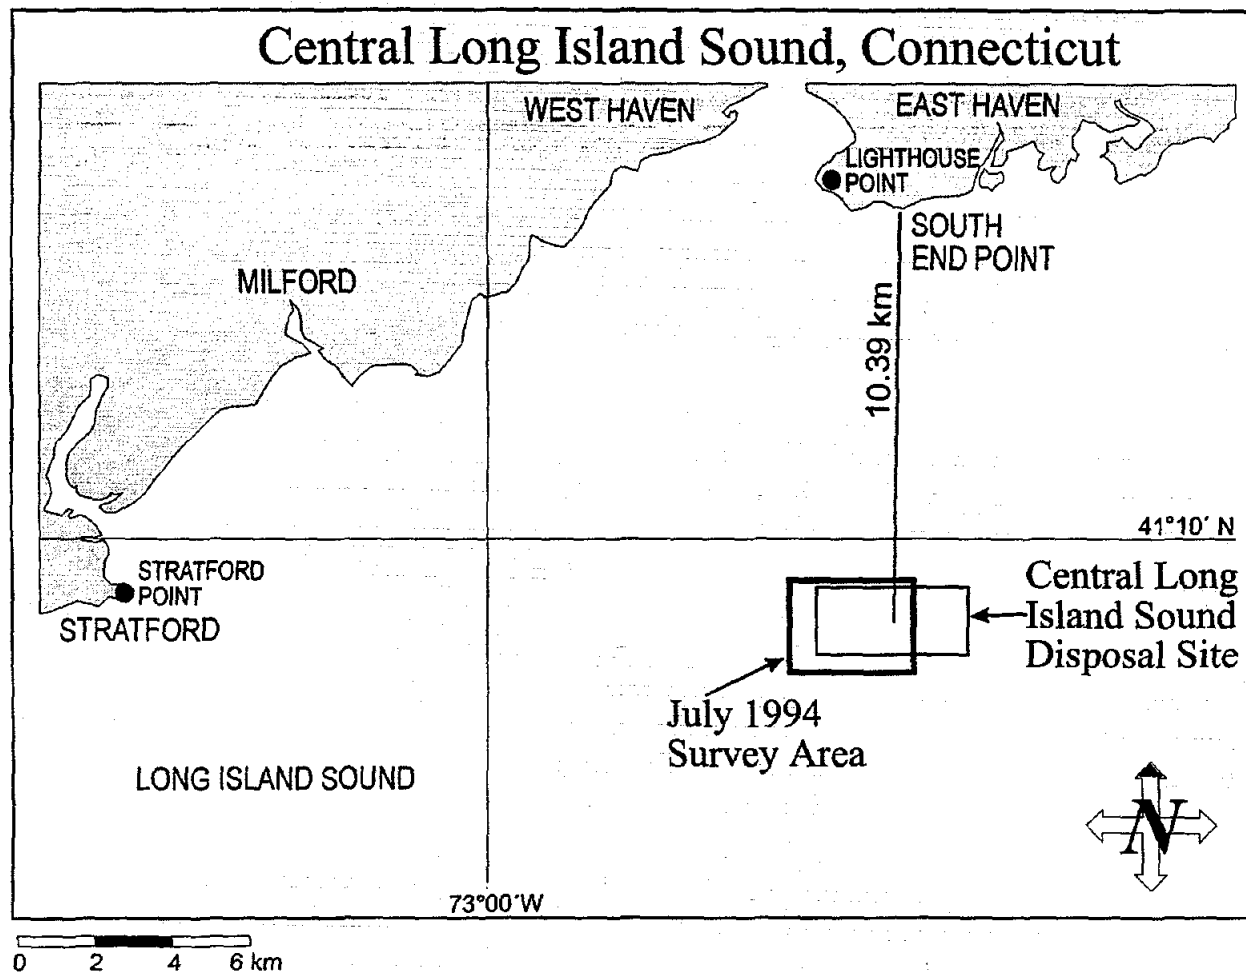 Central Long Island Sound, Connecticut
WEST HAVEN
EAST HAVEN
LIGHTHOUSE
POINT
SOUTH
END POINT
MILFORD
10.39 km
41°10' N
STRATFORD
POINT
STRATFORD
Central Long
Island Sound
Disposal Site
July 1994
Survey Area
LONG ISLAND SOUND
N
73°00'W
0 2 4 6 km